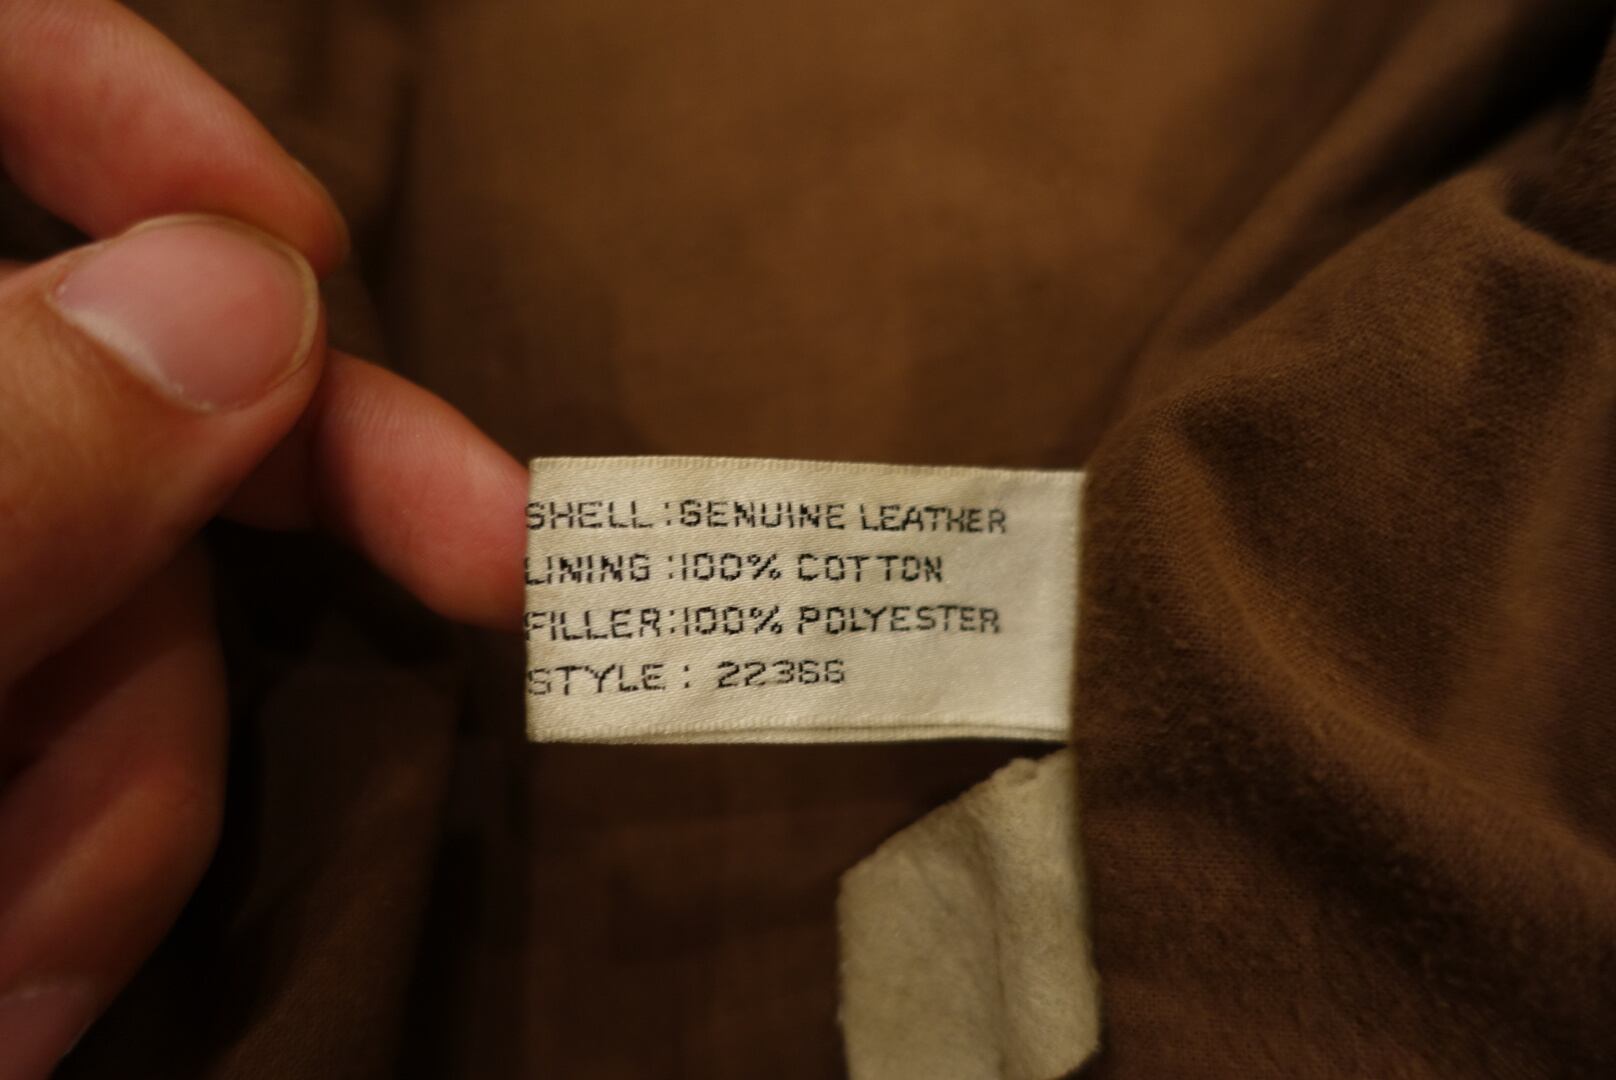 SHELL :GENUINE LEATHER
LINING :100% COTTON
FILLER:100% POLYESTER
STYLE : 22366